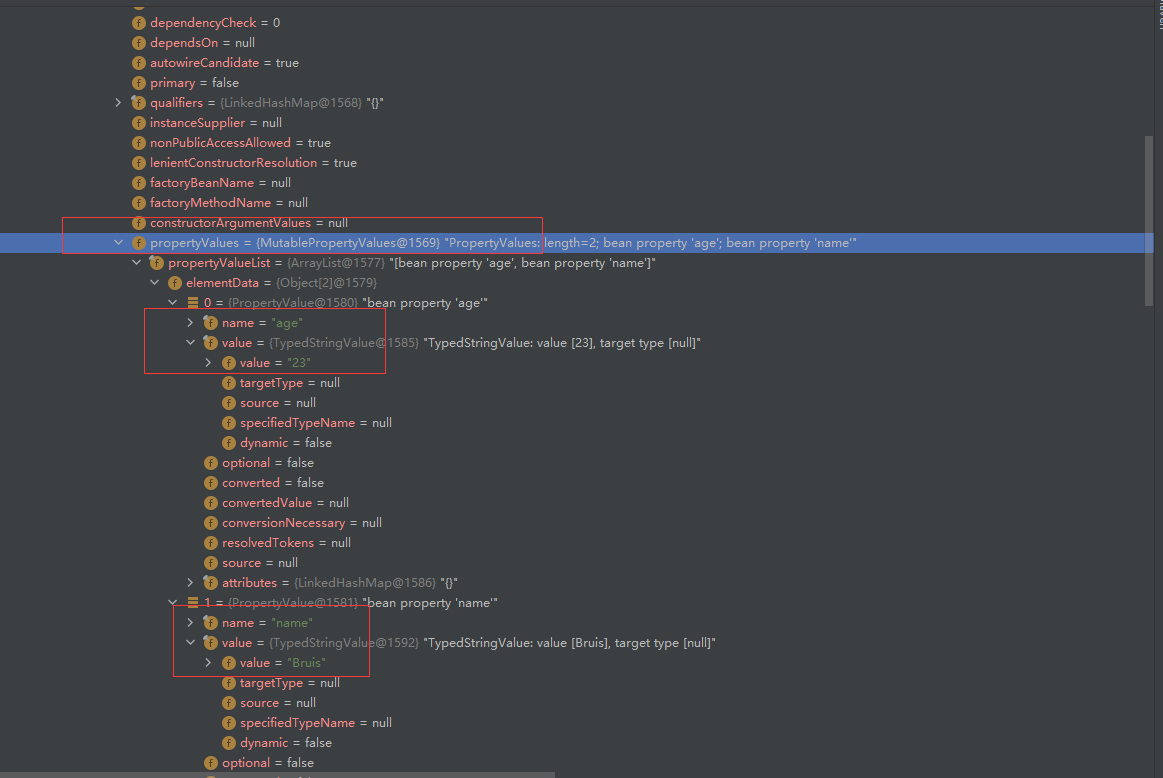 dependencyCheck = 0
dependsOn = null
autowireCandidate = true
primary = false
qualifiers = {LinkedHashMap@1568} "{}"
instanceSupplier = null
nonPublicAccessAllowed = true
lenientConstructorResolution = true
factoryBeanName = null
factoryMethodName = null
constructorArgumentValues = null
propertyValues = {MutablePropertyValues@1569} "PropertyValues: length=2; bean property 'age'; bean property 'name'"
propertyValueList = {ArrayList@1577} "[bean property 'age', bean property 'name']"
elementData = {Object[2]@1579}
0 = {PropertyValue@1580} "bean property 'age'"
name = "age"
value = {TypedStringValue@1585} "TypedStringValue: value [23], target type [null]"
value = "23"
targetType = null
source = null
specifiedTypeName = null
dynamic = false
optional = false
converted = false
convertedValue = null
conversionNecessary = null
resolvedTokens = null
source = null
attributes = {LinkedHashMap@1586} "{}"
1 = {PropertyValue@1581} "bean property 'name'"
name = "name"
value = {TypedStringValue@1592} "TypedStringValue: value [Bruis], target type [null]"
value = "Bruis"
targetType = null
source = null
specifiedTypeName = null
dynamic = false
optional = false